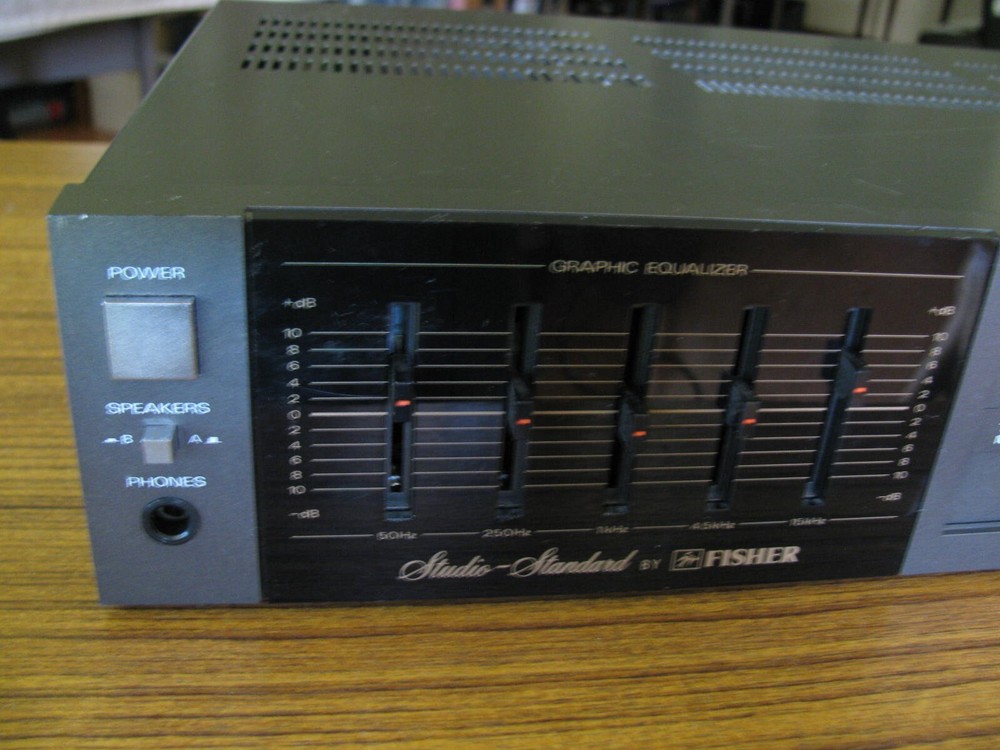 POWER
SPEAKERS
B A
PHONES
GRAPHIC EQUALIZER
+dB +dB
10 10
8 8
6 6
4 4
2 2
0 0
2 2
4 4
6 6
8 8
10 10
-dB -dB
50Hz 250Hz 1kHz 4.5kHz 15kHz
Studio-Standard BY FISHER